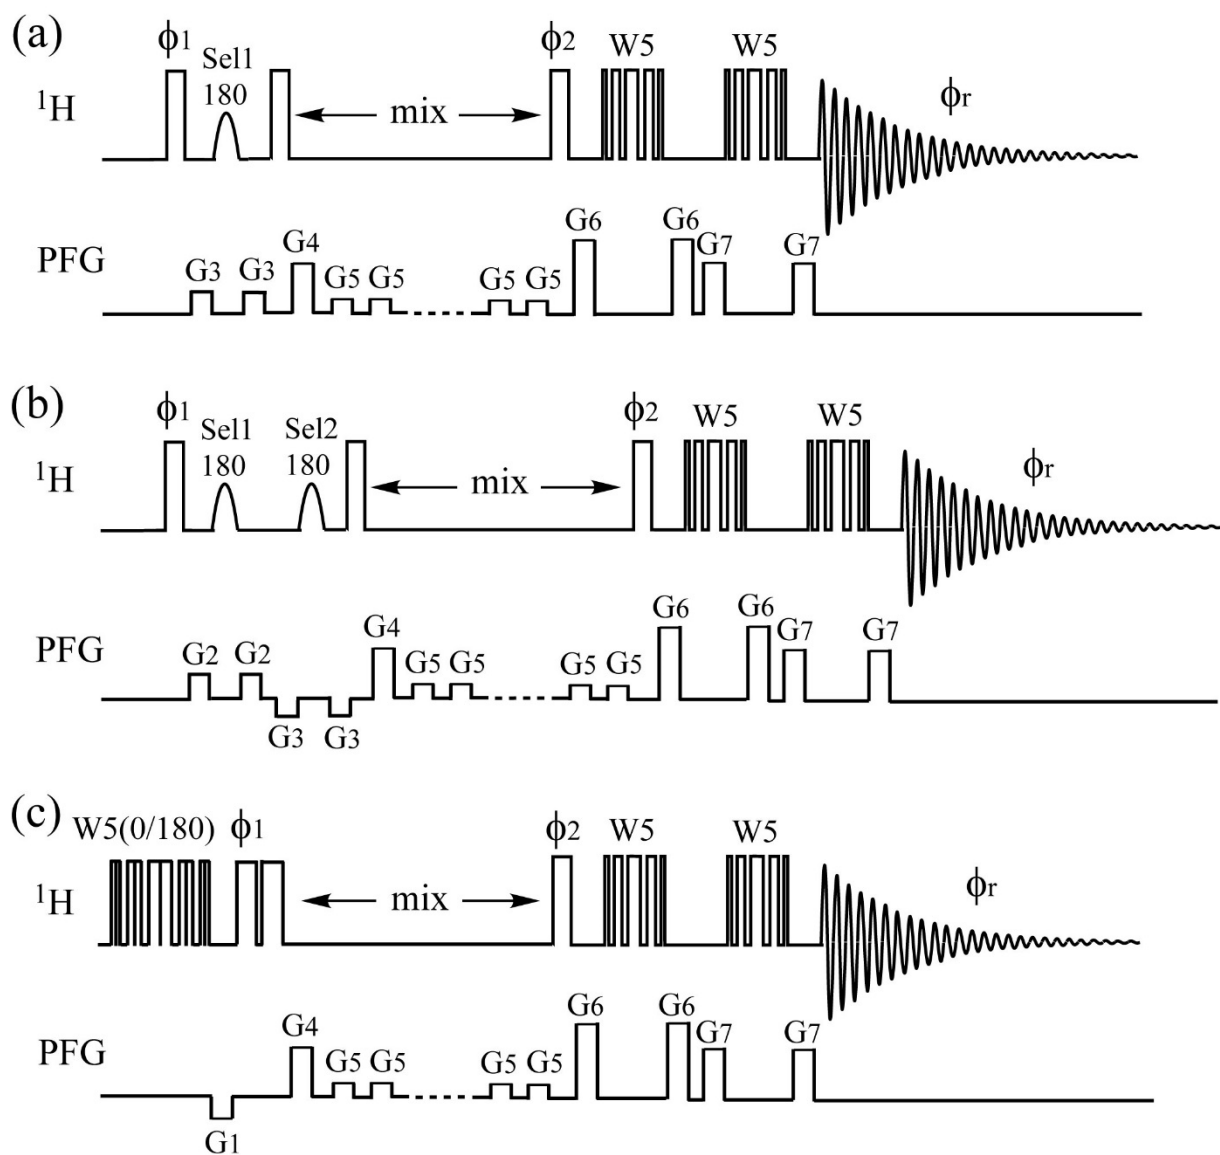 (a)
ϕ1 Sel1 ϕ2 W5 W5
180
1H mix ϕr
PFG G3 G3 G4 G5 G5 G5 G5 G6 G6 G7 G7
(b)
ϕ1 Sel1 Sel2 ϕ2 W5 W5
180 180
1H mix ϕr
PFG G2 G2 G4 G5 G5 G5 G5 G6 G6 G7 G7
G3 G3
(c)
W5(0/180) ϕ1 ϕ2 W5 W5
1H mix ϕr
PFG G4 G5 G5 G5 G5 G6 G6 G7 G7
G1